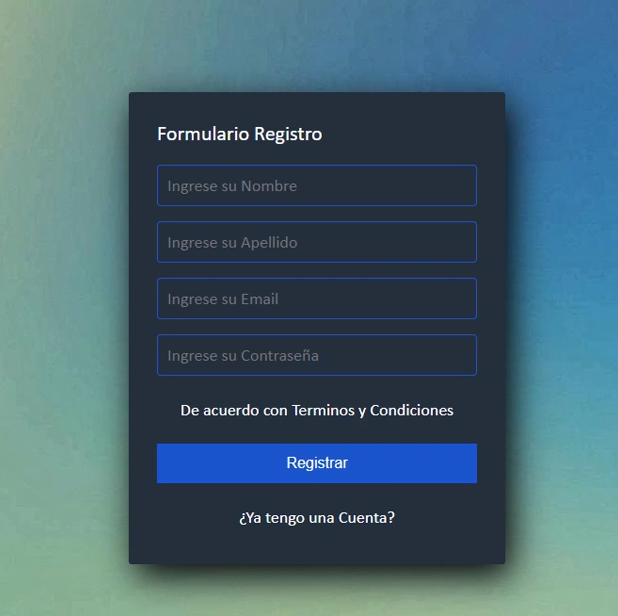 Formulario Registro
Ingrese su Nombre
Ingrese su Apellido
Ingrese su Email
Ingrese su Contraseña
De acuerdo con Terminos y Condiciones
Registrar
¿Ya tengo una Cuenta?